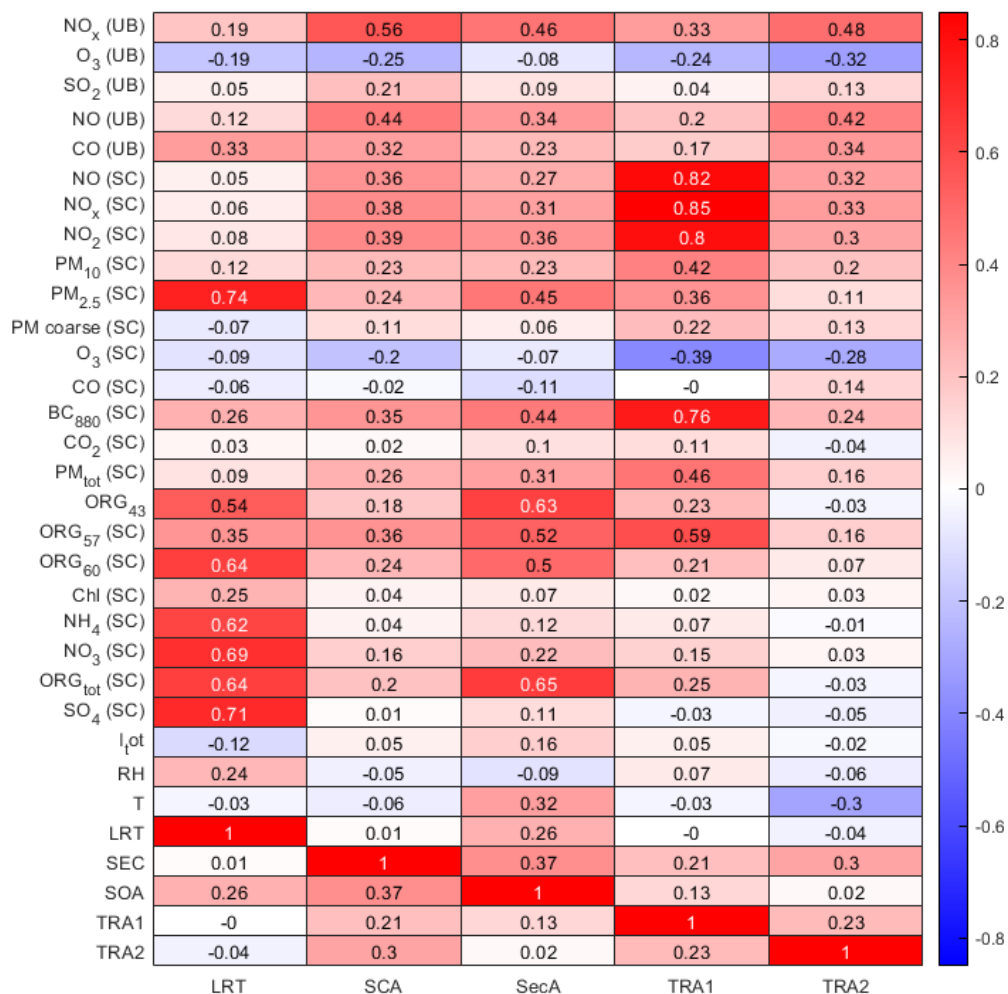 NOx (UB) 0.19 0.56 0.46 0.33 0.48
O3 (UB) -0.19 -0.25 -0.08 -0.24 -0.32
SO2 (UB) 0.05 0.21 0.09 0.04 0.13
NO (UB) 0.12 0.44 0.34 0.2 0.42
CO (UB) 0.33 0.32 0.23 0.17 0.34
NO (SC) 0.05 0.36 0.27 0.82 0.32
NOx (SC) 0.06 0.38 0.31 0.85 0.33
NO2 (SC) 0.08 0.39 0.36 0.8 0.3
PM10 (SC) 0.12 0.23 0.23 0.42 0.2
PM2.5 (SC) 0.74 0.24 0.45 0.36 0.11
PM coarse (SC) -0.07 0.11 0.06 0.22 0.13
O3 (SC) -0.09 -0.2 -0.07 -0.39 -0.28
CO (SC) -0.06 -0.02 -0.11 -0 0.14
BC880 (SC) 0.26 0.35 0.44 0.76 0.24
CO2 (SC) 0.03 0.02 0.1 0.11 -0.04
PMtot (SC) 0.09 0.26 0.31 0.46 0.16
ORG43 0.54 0.18 0.63 0.23 -0.03
ORG57 (SC) 0.35 0.36 0.52 0.59 0.16
ORG60 (SC) 0.64 0.24 0.5 0.21 0.07
Chl (SC) 0.25 0.04 0.07 0.02 0.03
NH4 (SC) 0.62 0.04 0.12 0.07 -0.01
NO3 (SC) 0.69 0.16 0.22 0.15 0.03
ORGtot (SC) 0.64 0.2 0.65 0.25 -0.03
SO4 (SC) 0.71 0.01 0.11 -0.03 -0.05
Itot -0.12 0.05 0.16 0.05 -0.02
RH 0.24 -0.05 -0.09 0.07 -0.06
T -0.03 -0.06 0.32 -0.03 -0.3
LRT 1 0.01 0.26 -0 -0.04
SEC 0.01 1 0.37 0.21 0.3
SOA 0.26 0.37 1 0.13 0.02
TRA1 -0 0.21 0.13 1 0.23
TRA2 -0.04 0.3 0.02 0.23 1
LRT SCA SecA TRA1 TRA2
0.8
0.6
0.4
0.2
0
-0.2
-0.4
-0.6
-0.8